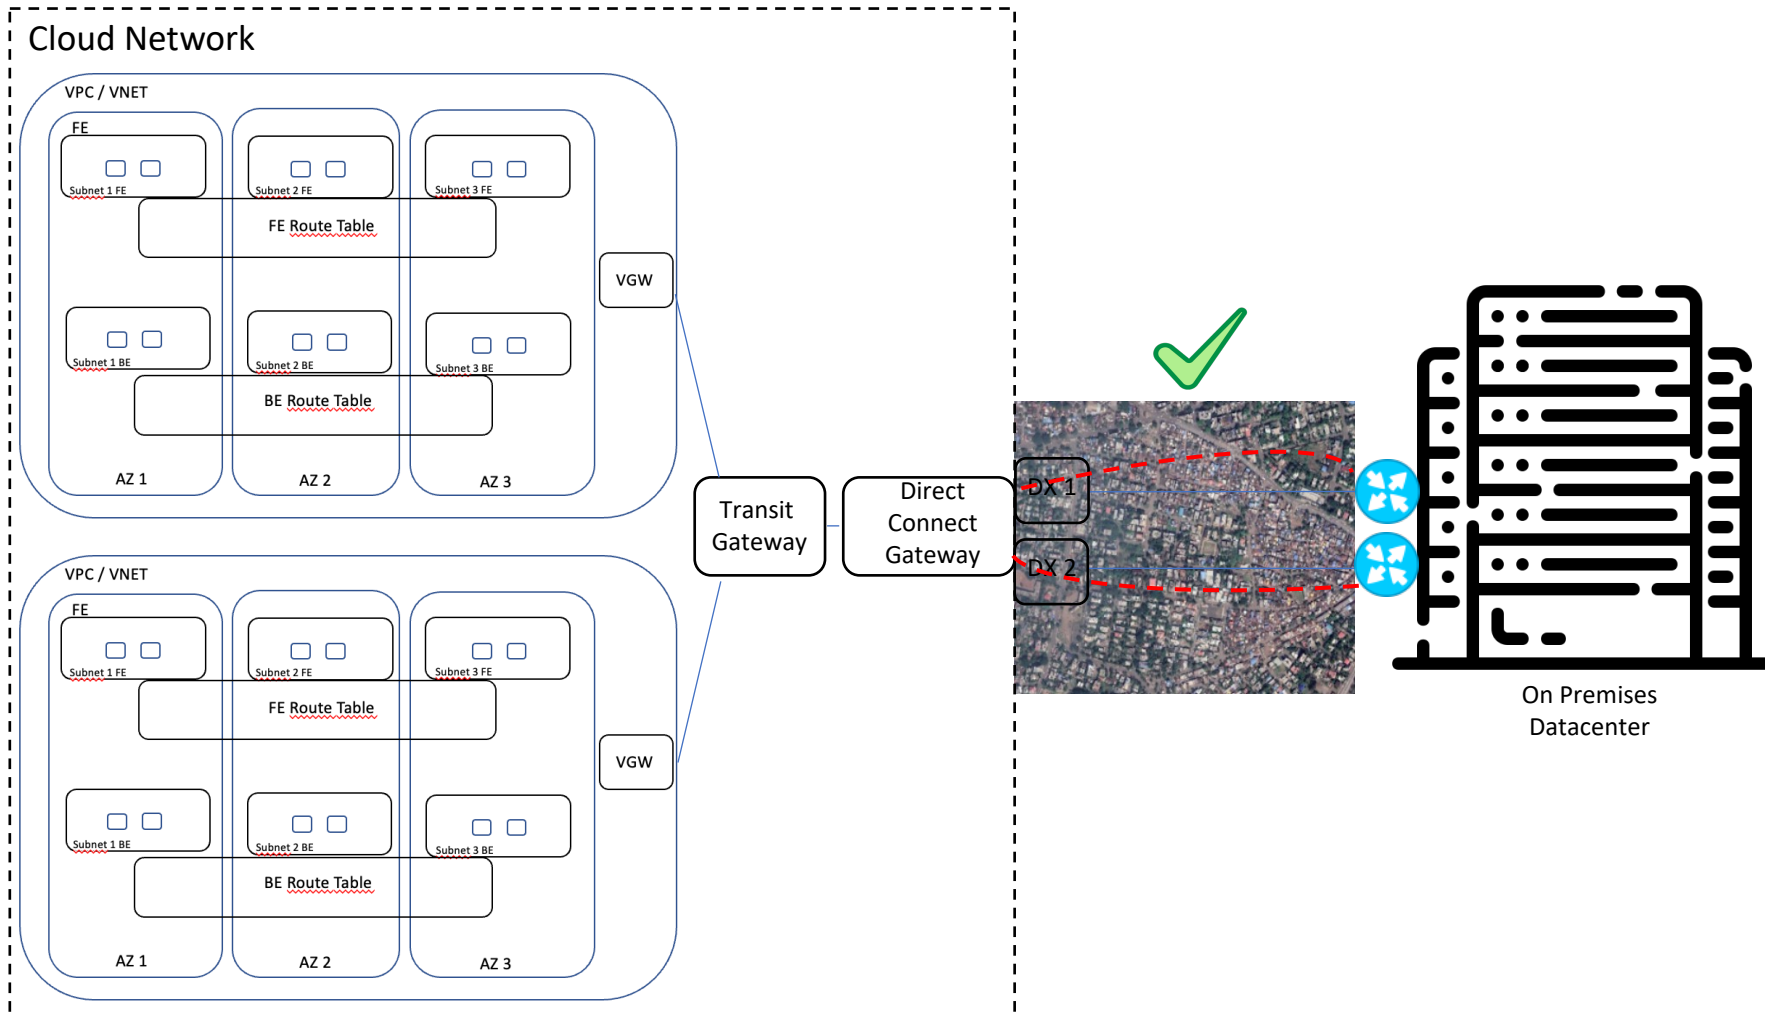 Cloud Network
VPC / VNET
FE
Subnet 1 FE
Subnet 2 FE
Subnet 3 FE
FE Route Table
VGW
Subnet 1 BE
Subnet 2 BE
Subnet 3 BE
BE Route Table
AZ 1
AZ 2
AZ 3
Transit
Gateway
Direct
Connect
Gateway
DX 1
DX 2
On Premises
Datacenter
VPC / VNET
FE
Subnet 1 FE
Subnet 2 FE
Subnet 3 FE
FE Route Table
VGW
Subnet 1 BE
Subnet 2 BE
Subnet 3 BE
BE Route Table
AZ 1
AZ 2
AZ 3